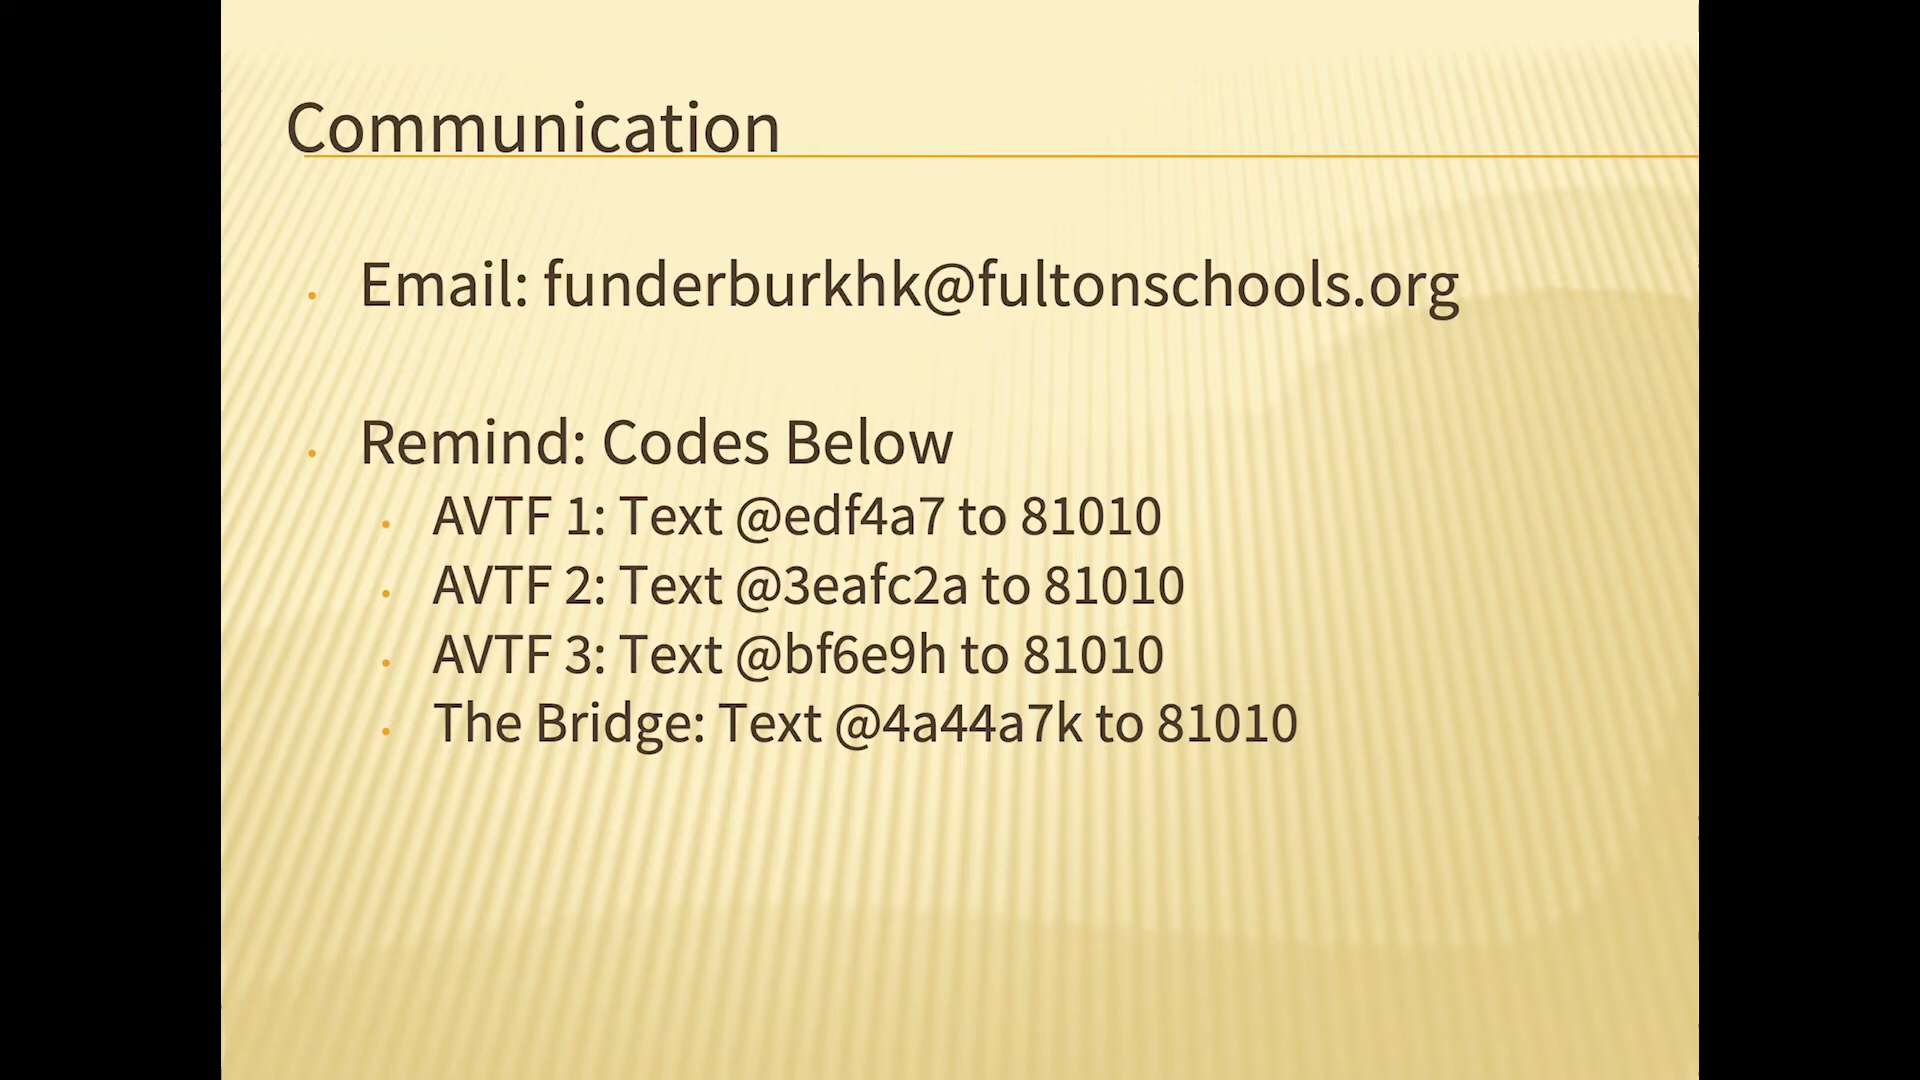 Communication
Email: funderburkhk@fultonschools.org
Remind: Codes Below
AVTF 1: Text @edf4a7 to 81010
AVTF 2: Text @3eafc2a to 81010
AVTF 3: Text @bf6e9h to 81010
The Bridge: Text @4a44a7k to 81010